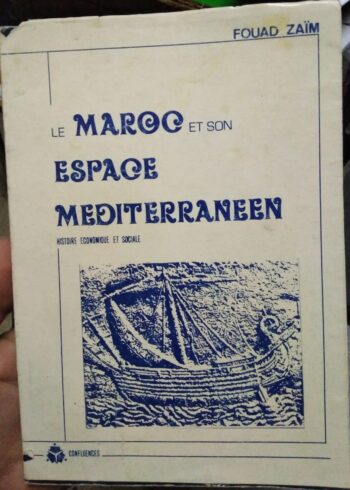 FOUAD ZAÏM
LE MAROC ET SON
ESPACE
MEDITERRANEEN
HISTOIRE ECONOMIQUE ET SOCIALE
CONFLUENCES